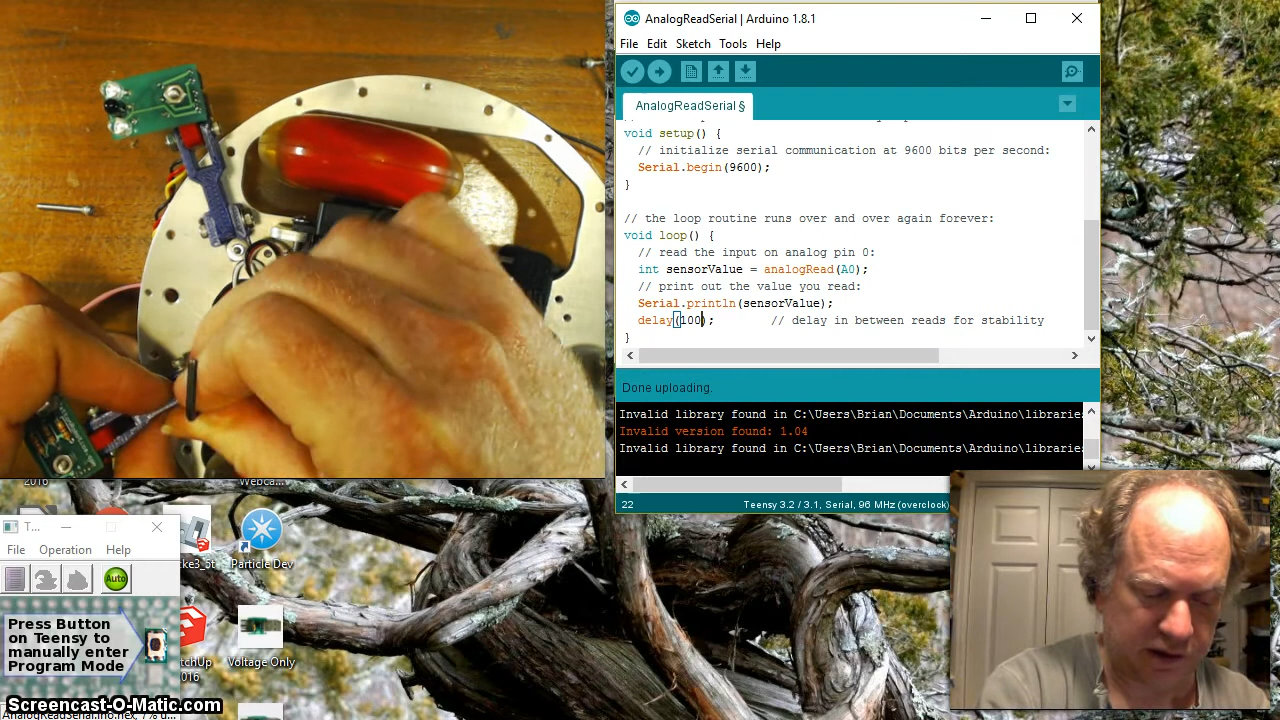 AnalogReadSerial | Arduino 1.8.1
File Edit Sketch Tools Help
AnalogReadSerial §
void setup() {
// initialize serial communication at 9600 bits per second:
Serial.begin(9600);
}
// the loop routine runs over and over again forever:
void loop() {
// read the input on analog pin 0:
int sensorValue = analogRead(A0);
// print out the value you read:
Serial.println(sensorValue);
delay(100); // delay in between reads for stability
}
Done uploading.
Invalid library found in C:\Users\Brian\Documents\Arduino\libraries
Invalid version found: 1.04
Invalid library found in C:\Users\Brian\Documents\Arduino\libraries
22 Teensy 3.2 / 3.1, Serial, 96 MHz (overclock)
2016
Webca...
T...
File Operation Help
Auto
Press Button
on Teensy to
manually enter
Program Mode
Particle Dev
Voltage Only
2016
Screencast-O-Matic.com